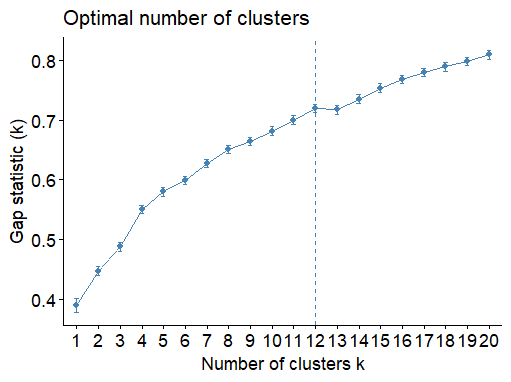 Optimal number of clusters
Gap statistic (k)
0.8
0.7
0.6
0.5
0.4
1 2 3 4 5 6 7 8 9 10 11 12 13 14 15 16 17 18 19 20
Number of clusters k